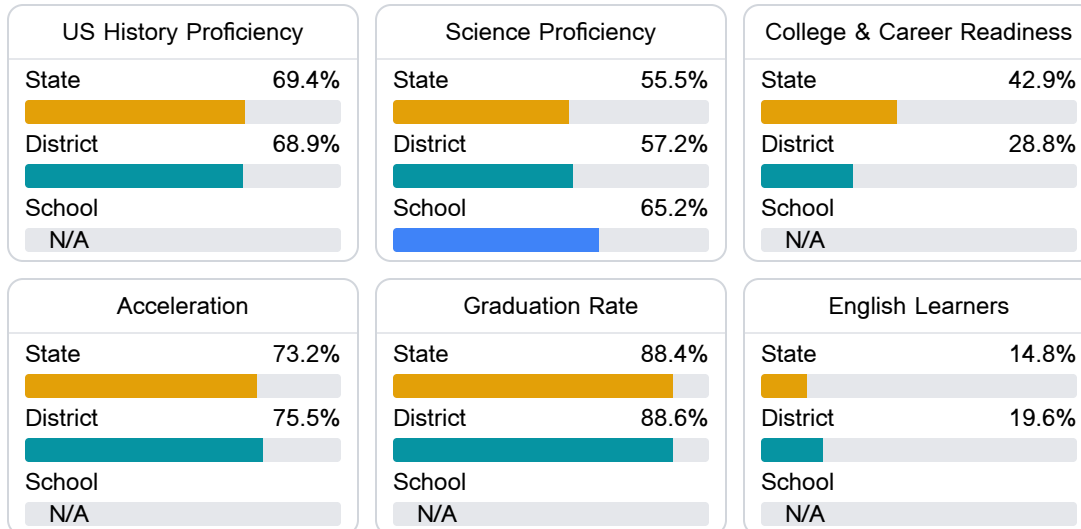 US History Proficiency
State 69.4%
District 68.9%
School
N/A
Science Proficiency
State 55.5%
District 57.2%
School 65.2%
College & Career Readiness
State 42.9%
District 28.8%
School
N/A
Acceleration
State 73.2%
District 75.5%
School
N/A
Graduation Rate
State 88.4%
District 88.6%
School
N/A
English Learners
State 14.8%
District 19.6%
School
N/A